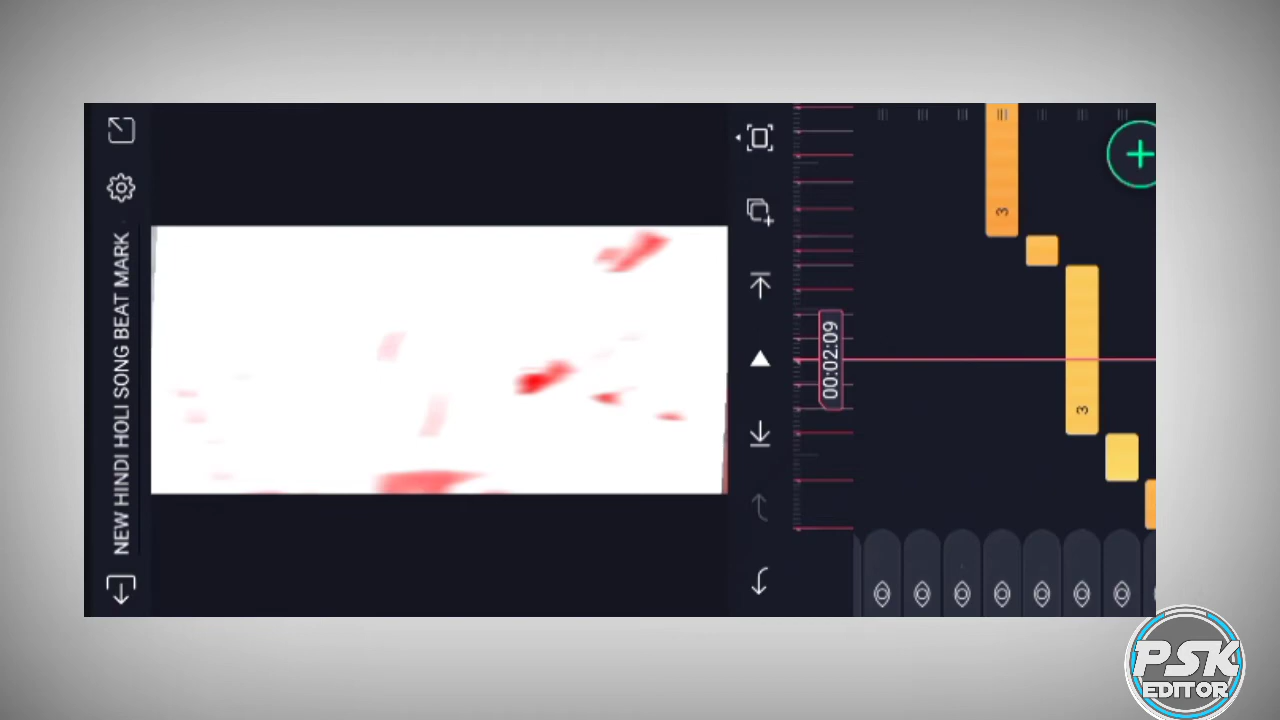 NEW HINDI HOLI SONG BEAT MARK
00:02:09
3
3
PSK
EDITOR